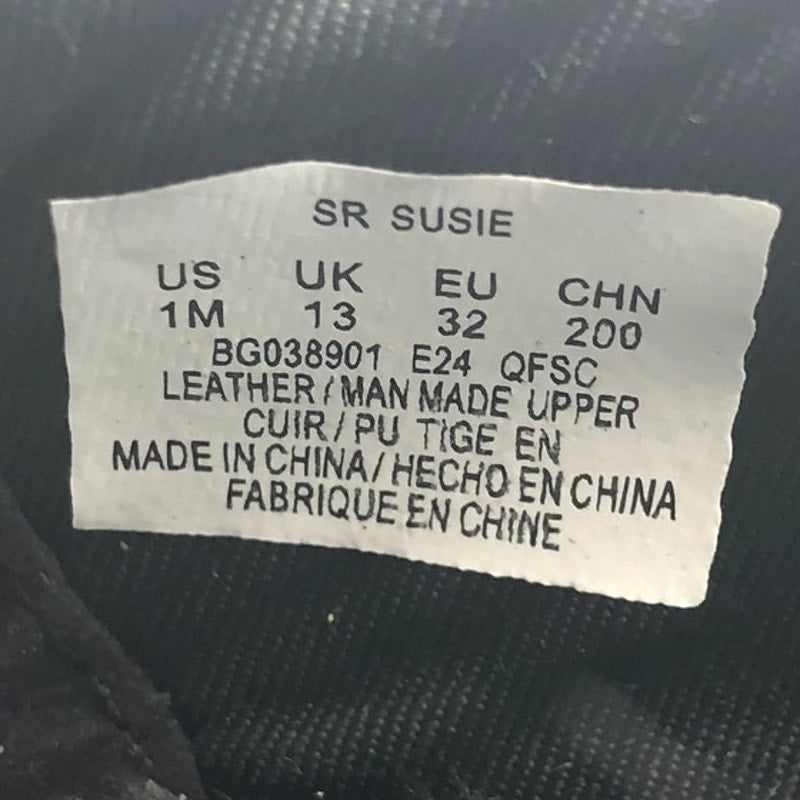 SR SUSIE
US UK EU CHN
1M 13 32 200
BG038901 E24 QFSC
LEATHER / MAN MADE UPPER
CUIR / PU TIGE EN
MADE IN CHINA / HECHO EN CHINA
FABRIQUE EN CHINE